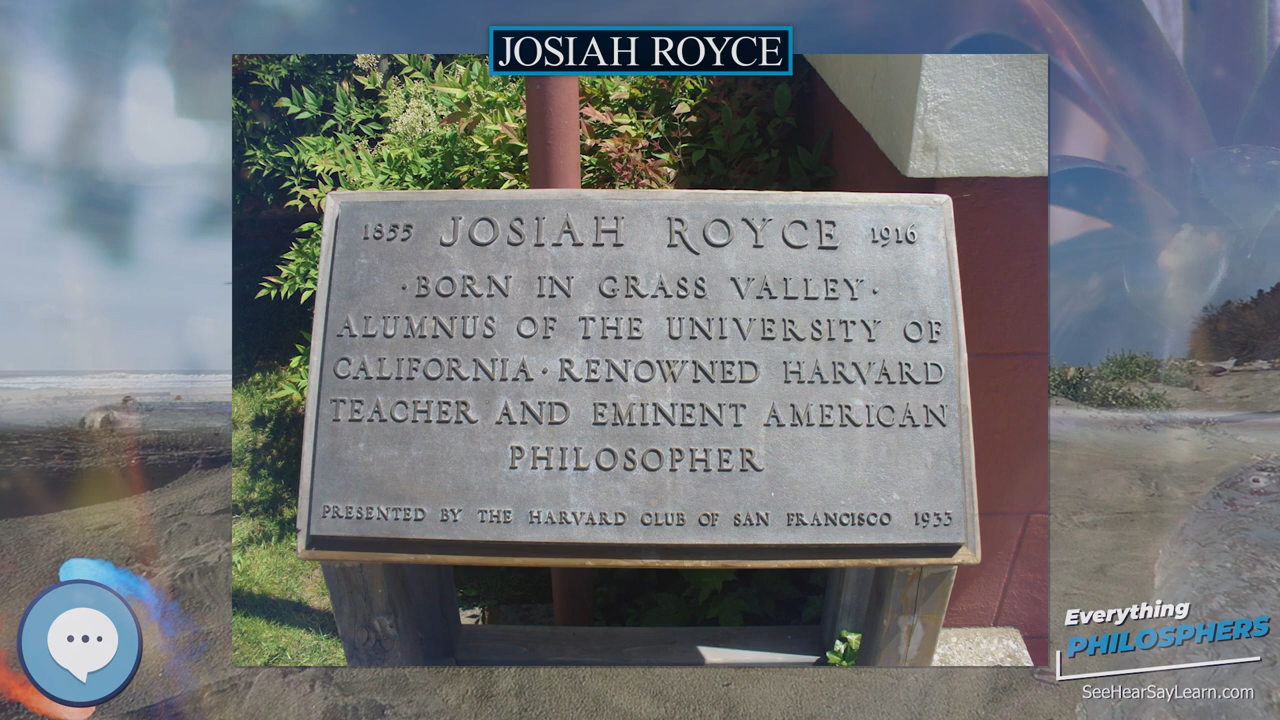 JOSIAH ROYCE
1855 JOSIAH ROYCE 1916
·BORN IN GRASS VALLEY·
ALUMNUS OF THE UNIVERSITY OF
CALIFORNIA·RENOWNED HARVARD
TEACHER AND EMINENT AMERICAN
PHILOSOPHER
PRESENTED BY THE HARVARD CLUB OF SAN FRANCISCO 1933
Everything
PHILOSPHERS
SeeHearSayLearn.com